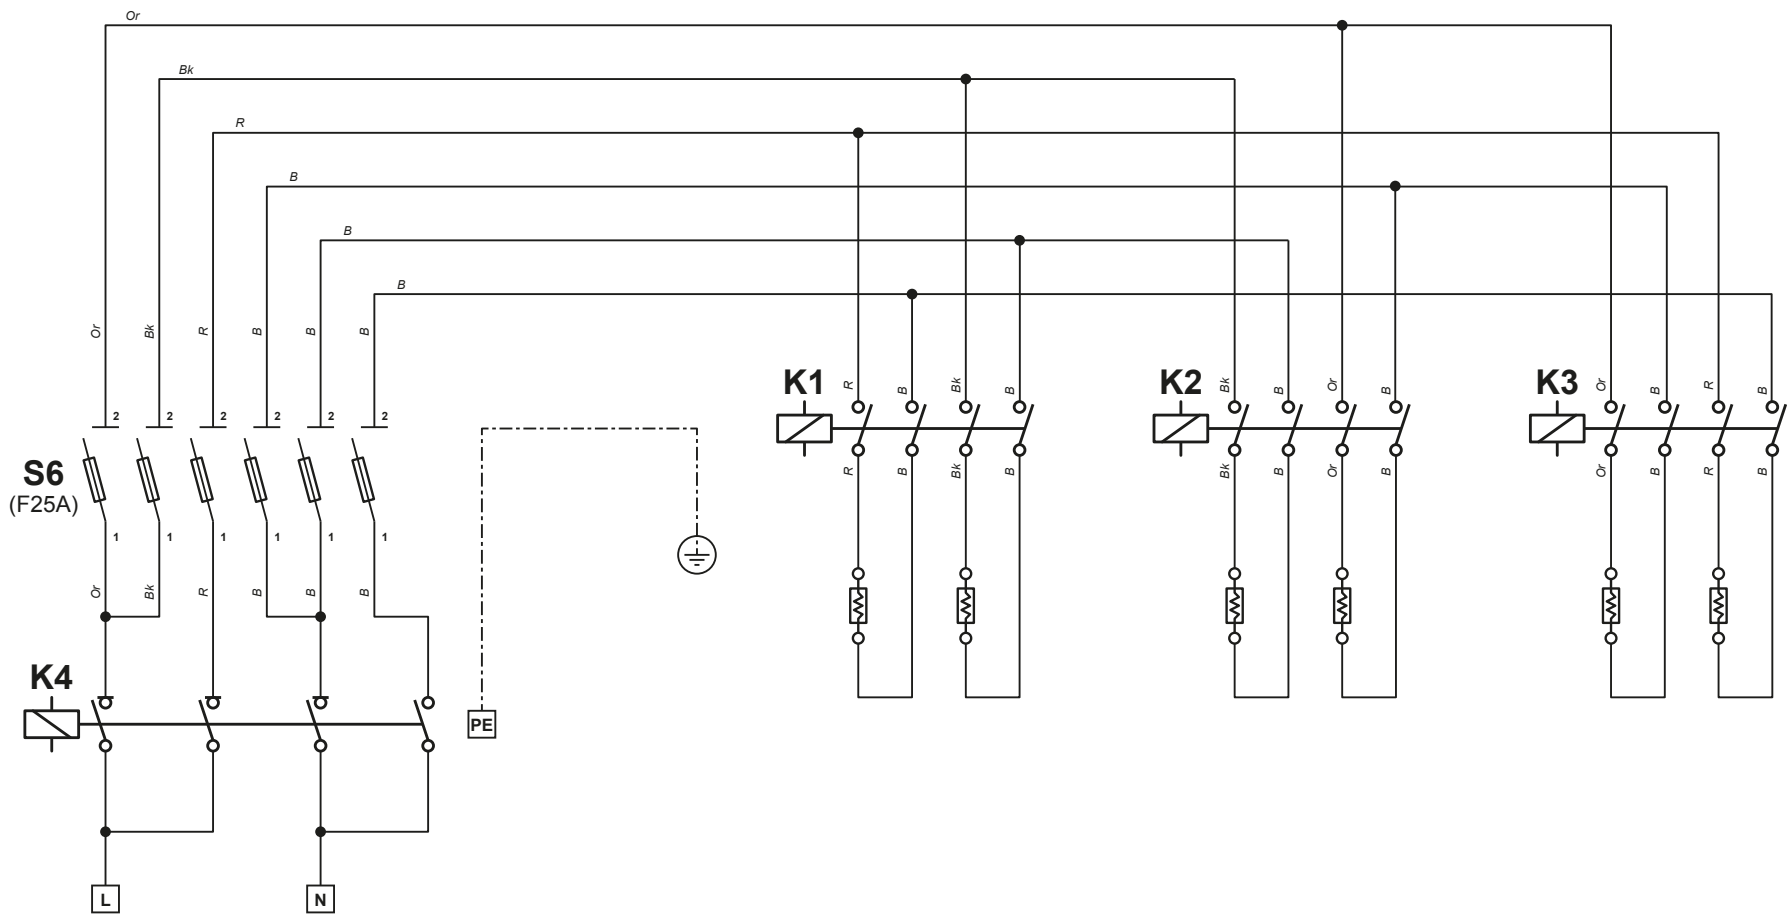 Or
Bk
R
B
B
B
Or Bk R B B B
K1 R B Bk B
K2 Bk B Or B
K3 Or B R B
2 2 2 2 2 2
S6
(F25A)
R B Bk B
Bk B Or B
Or B R B
1 1 1 1 1 1
Or Bk R B B B
K4
PE
L N